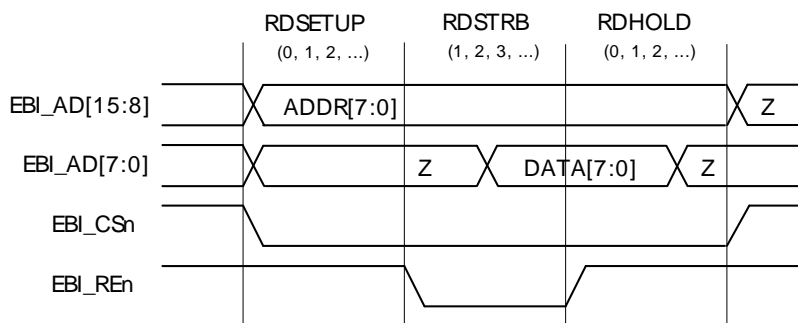 RDSETUP RDSTRB RDHOLD
(0, 1, 2, ...) (1, 2, 3, ...) (0, 1, 2, ...)
EBI_AD[15:8] ADDR[7:0] Z
EBI_AD[7:0] Z DATA[7:0] Z
EBI_CSn
EBI_REn